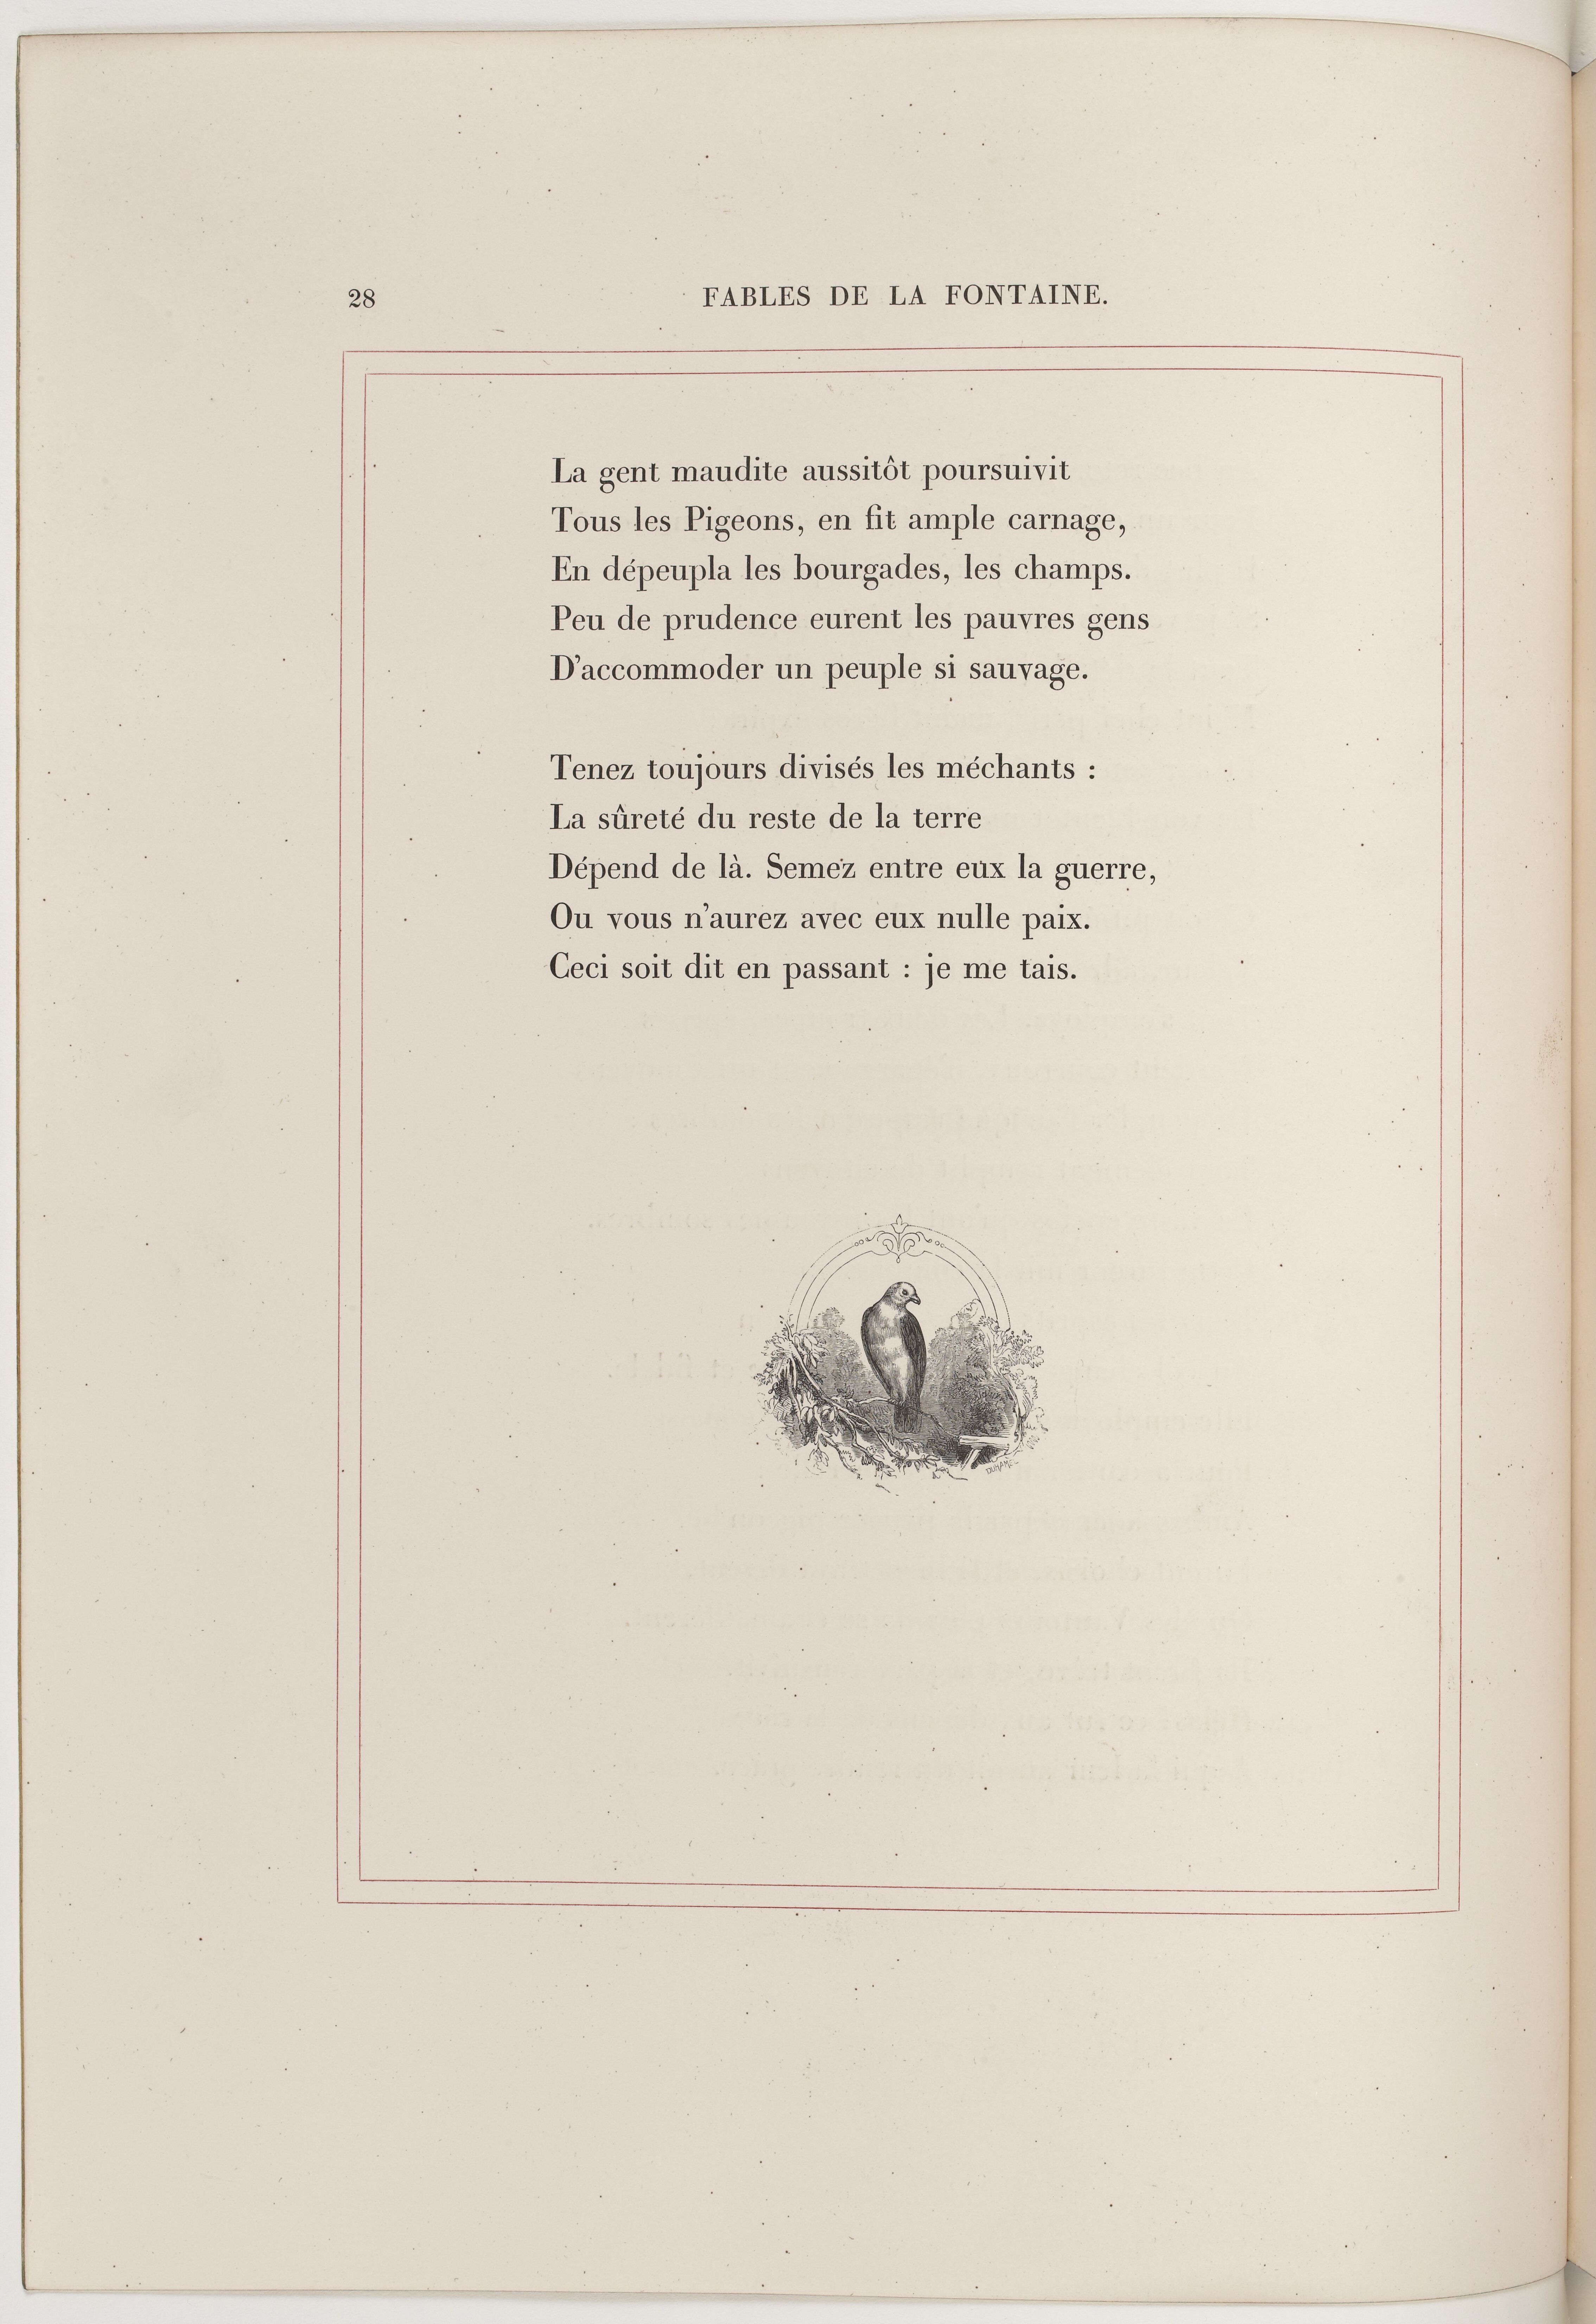 28
FABLES DE LA FONTAINE.
La gent maudite aussitôt poursuivit
Tous les Pigeons, en fit ample carnage,
En dépeupla les bourgades, les champs.
Peu de prudence eurent les pauvres gens
D'accommoder un peuple si sauvage.
Tenez toujours divisés les méchants :
La sûreté du reste de la terre
Dépend de là. Semez entre eux la guerre,
Ou vous n'aurez avec eux nulle paix.
Ceci soit dit en passant : je me tais.